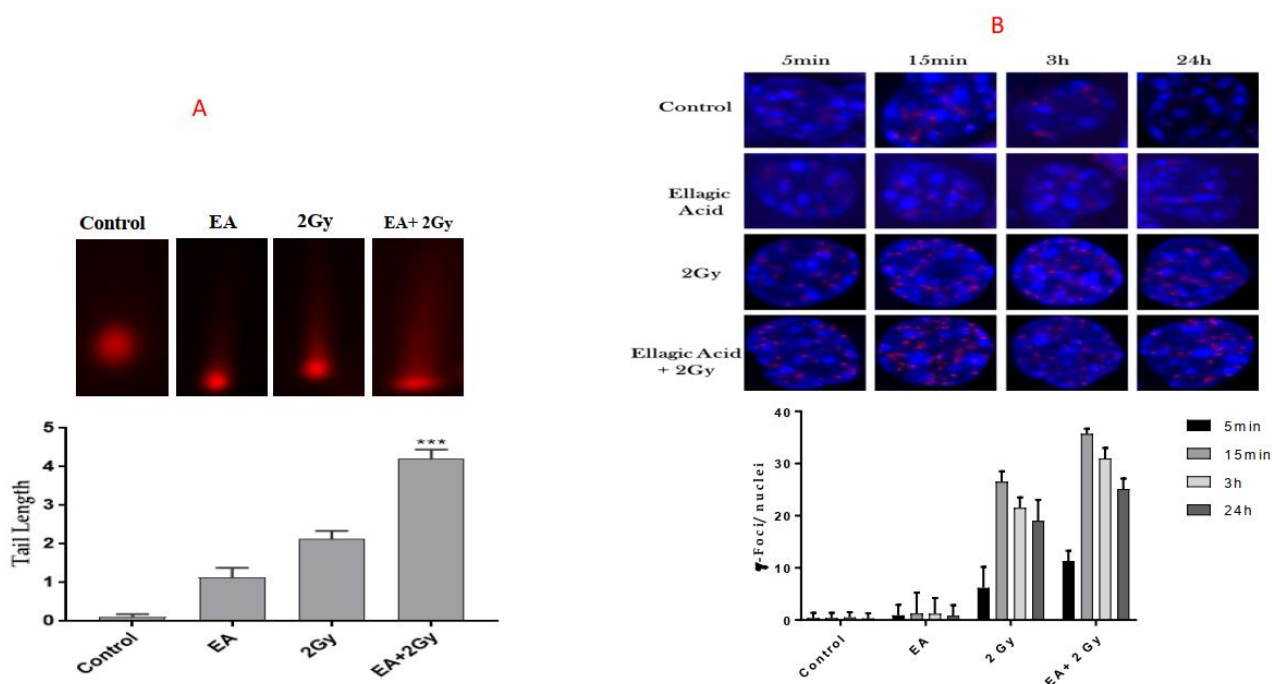 A
Control EA 2Gy EA+ 2Gy
***
Tail Length
5
4
3
2
1
0
Control EA 2Gy EA+2Gy
B
5min 15min 3h 24h
Control
Ellagic
Acid
2Gy
Ellagic Acid
+ 2Gy
γ-Foci/nuclei
40
30
20
10
0
Control EA 2 Gy EA+ 2 Gy
5min
15min
3h
24h